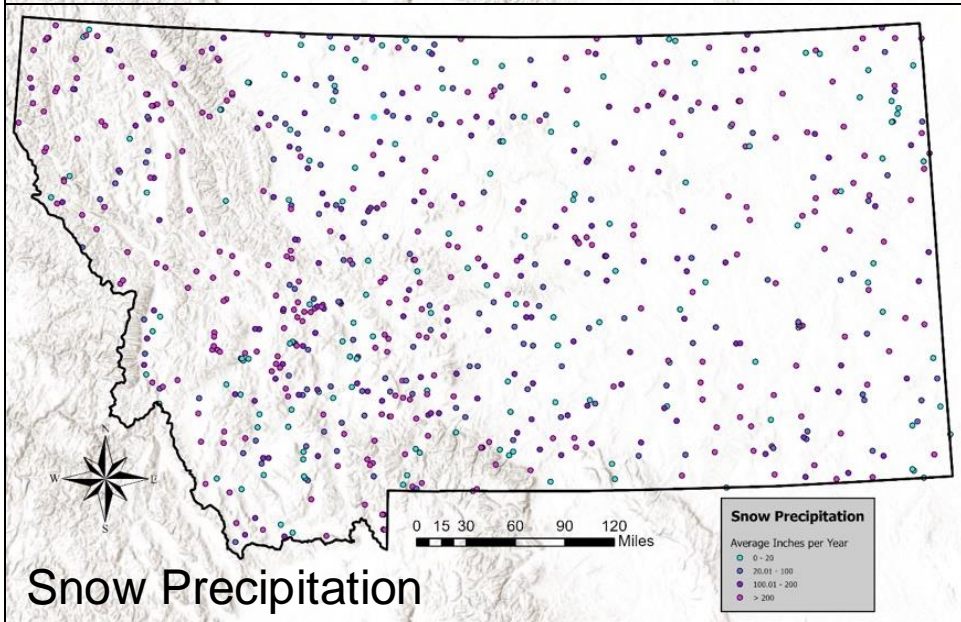 N
W E
S
0 15 30 60 90 120
Miles
Snow Precipitation
Average Inches per Year
0 - 20
20.01 - 100
100.01 - 200
> 200
Snow Precipitation